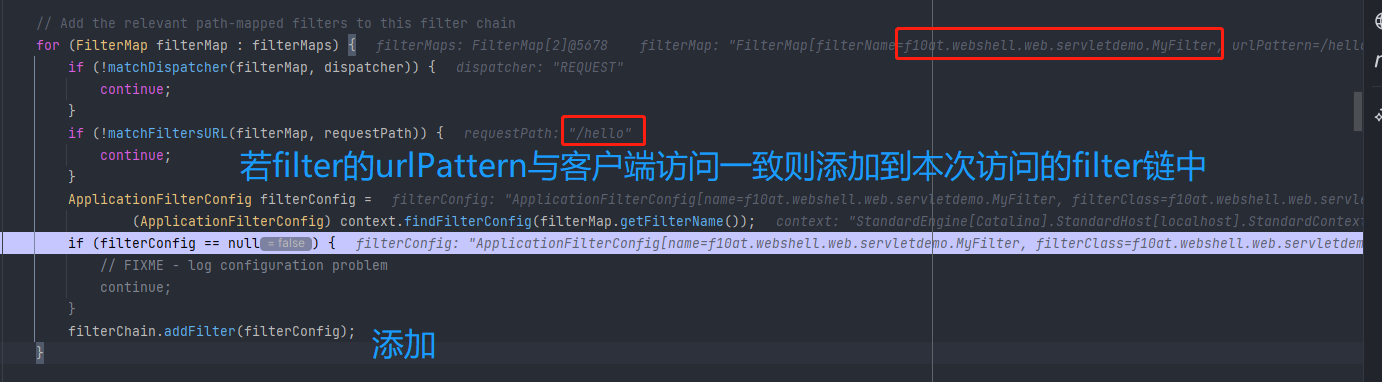 // Add the relevant path-mapped filters to this filter chain
for (FilterMap filterMap : filterMaps) { filterMaps: FilterMap[2]@5678 filterMap: "FilterMap[filterName=f10at.webshell.web.servletdemo.MyFilter, urlPattern=/hello
if (!matchDispatcher(filterMap, dispatcher)) { dispatcher: "REQUEST"
continue;
}
if (!matchFiltersURL(filterMap, requestPath)) { requestPath: "/hello"
continue;
若filter的urlPattern与客户端访问一致则添加到本次访问的filter链中
}
ApplicationFilterConfig filterConfig = filterConfig: "ApplicationFilterConfig[name=f10at.webshell.web.servletdemo.MyFilter, filterClass=f10at.webshell.web.serv
(ApplicationFilterConfig) context.findFilterConfig(filterMap.getFilterName()); context: "StandardEngine[Catalina].StandardHost[localhost].StandardContext
if (filterConfig == null = false ) { filterConfig: "ApplicationFilterConfig[name=f10at.webshell.web.servletdemo.MyFilter, filterClass=f10at.webshell.web.servletdem
// FIXME - log configuration problem
continue;
}
filterChain.addFilter(filterConfig);
添加
}